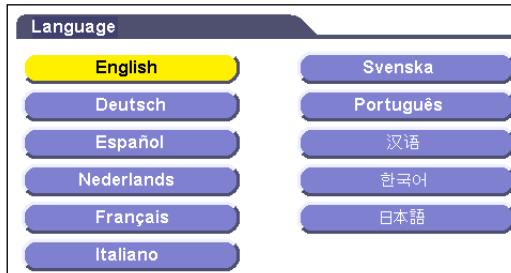 Language
English
Deutsch
Español
Nederlands
Français
Italiano
Svenska
Português
汉语
한국어
日本語